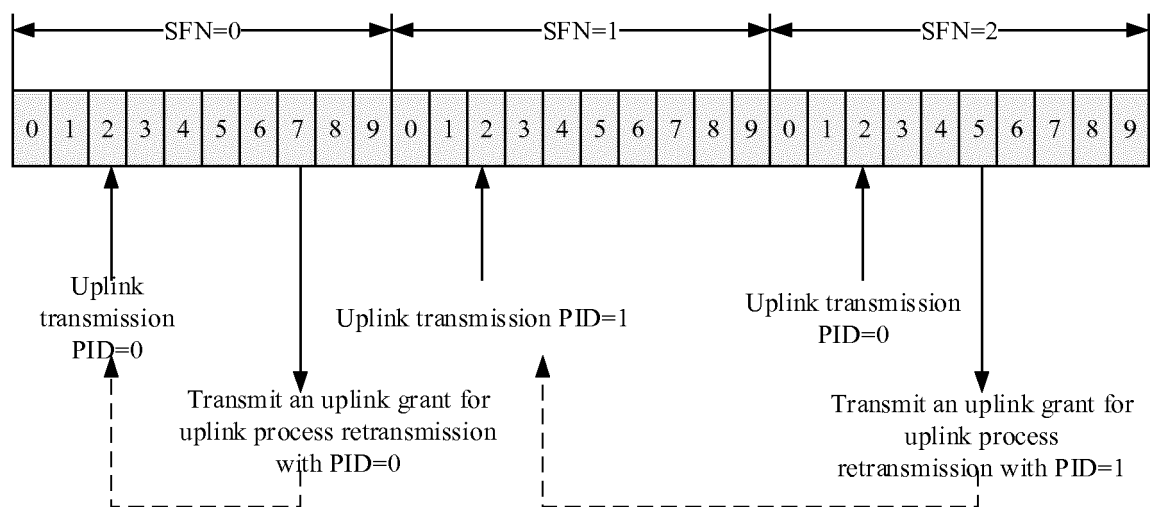 SFN=0 SFN=1 SFN=2
0 1 2 3 4 5 6 7 8 9 0 1 2 3 4 5 6 7 8 9 0 1 2 3 4 5 6 7 8 9
Uplink
transmission
PID=0
Uplink transmission PID=1
Uplink transmission
PID=0
Transmit an uplink grant for
uplink process retransmission
with PID=0
Transmit an uplink grant for
uplink process
retransmission with PID=1